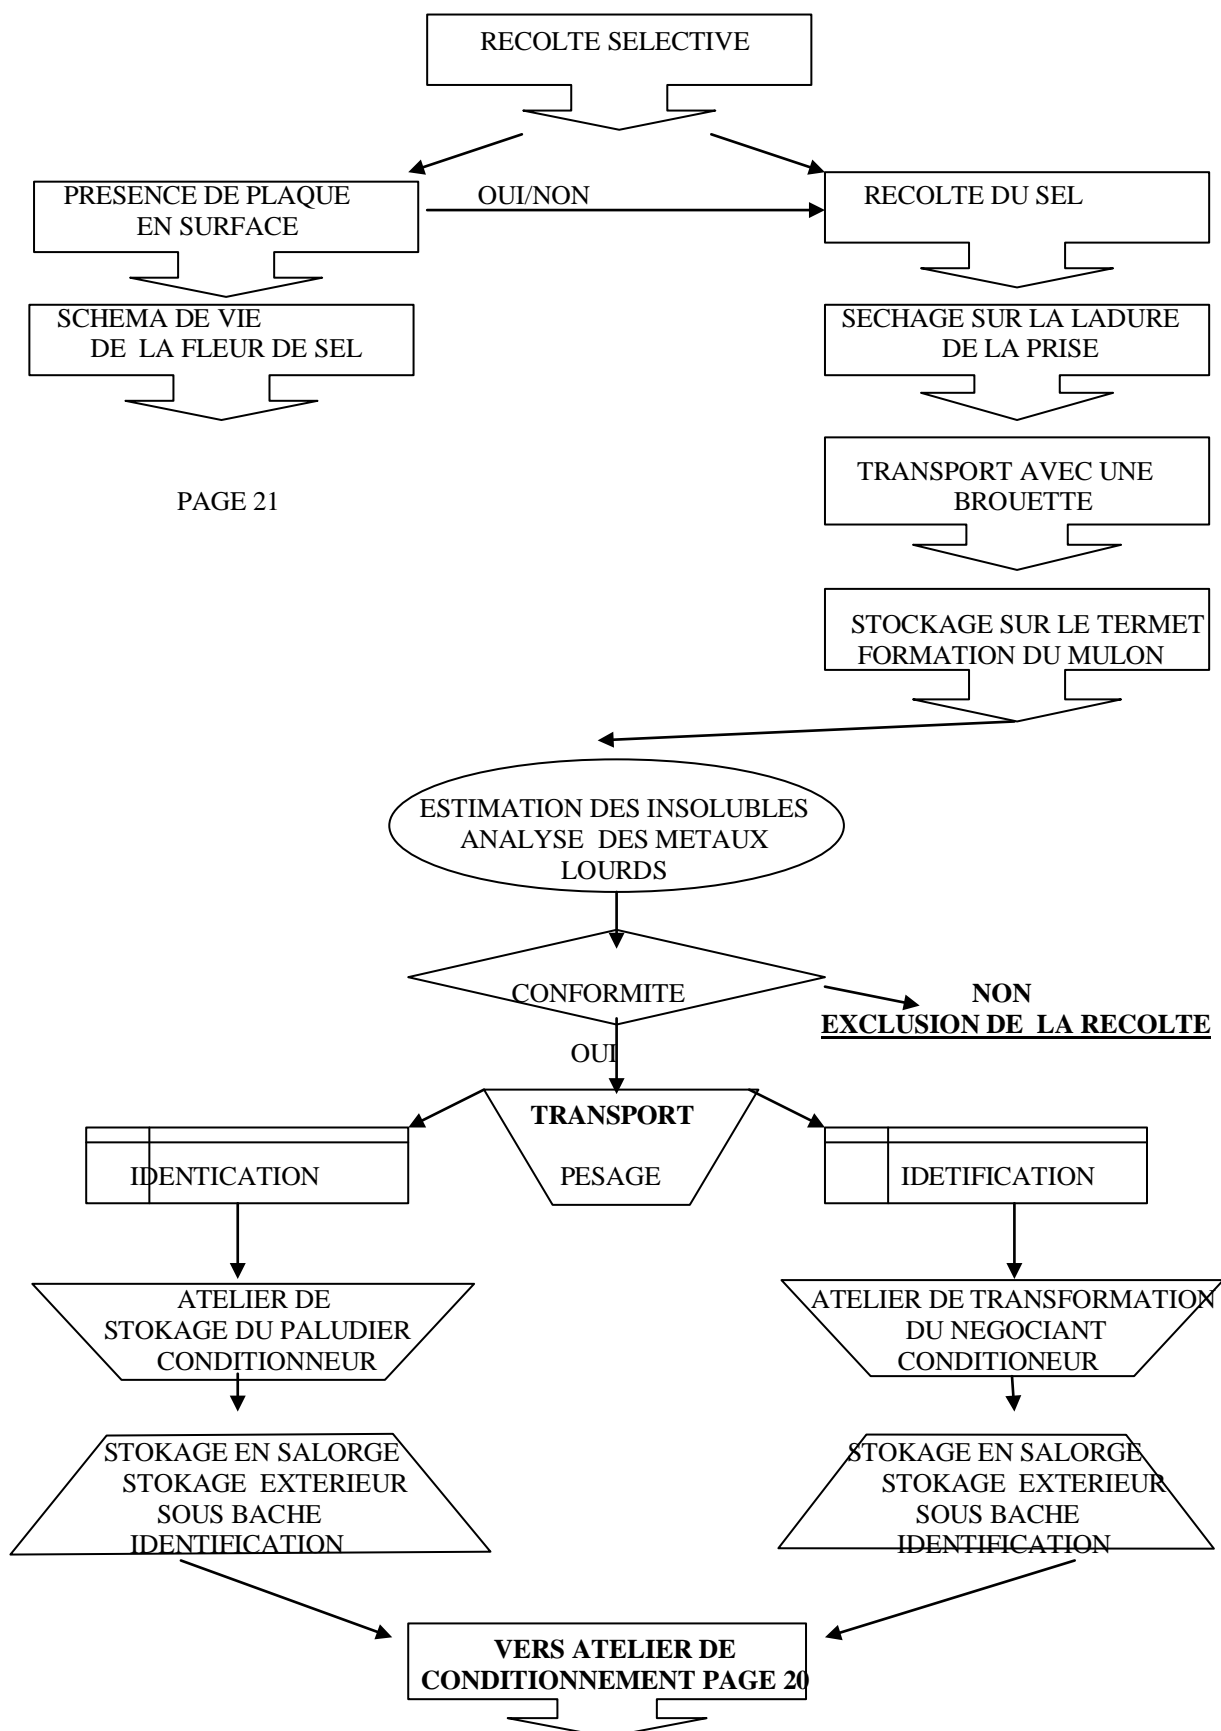 RECOLTE SELECTIVE
PRESENCE DE PLAQUE
EN SURFACE
OUI/NON
RECOLTE DU SEL
SCHEMA DE VIE
DE LA FLEUR DE SEL
SECHAGE SUR LA LADURE
DE LA PRISE
PAGE 21
TRANSPORT AVEC UNE
BROUETTE
STOCKAGE SUR LE TERMET
FORMATION DU MULON
ESTIMATION DES INSOLUBLES
ANALYSE DES METAUX
LOURDS
CONFORMITE
NON
EXCLUSION DE LA RECOLTE
OUI
TRANSPORT
PESAGE
IDENTICATION
IDETIFICATION
ATELIER DE
STOKAGE DU PALUDIER
CONDITIONNEUR
ATELIER DE TRANSFORMATION
DU NEGOCIANT
CONDITIONEUR
STOKAGE EN SALORGE
STOKAGE EXTERIEUR
SOUS BACHE
IDENTIFICATION
STOKAGE EN SALORGE
STOKAGE EXTERIEUR
SOUS BACHE
IDENTIFICATION
VERS ATELIER DE
CONDITIONNEMENT PAGE 20